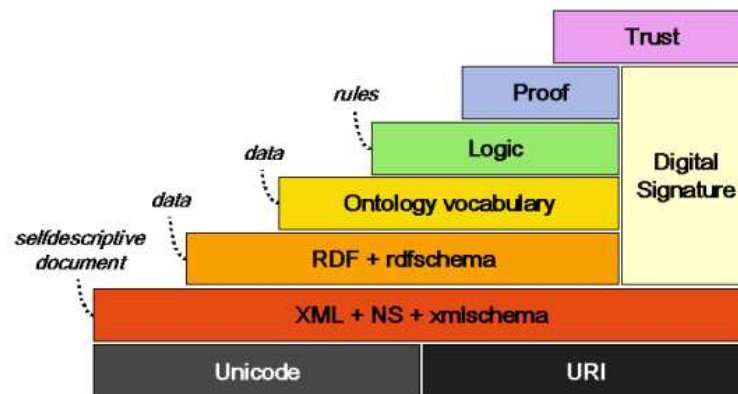 Trust
rules
Proof
data
Logic
Digital
Signature
data
Ontology vocabulary
selfdescriptive
document
RDF + rdfschema
XML + NS + xmlschema
Unicode
URI